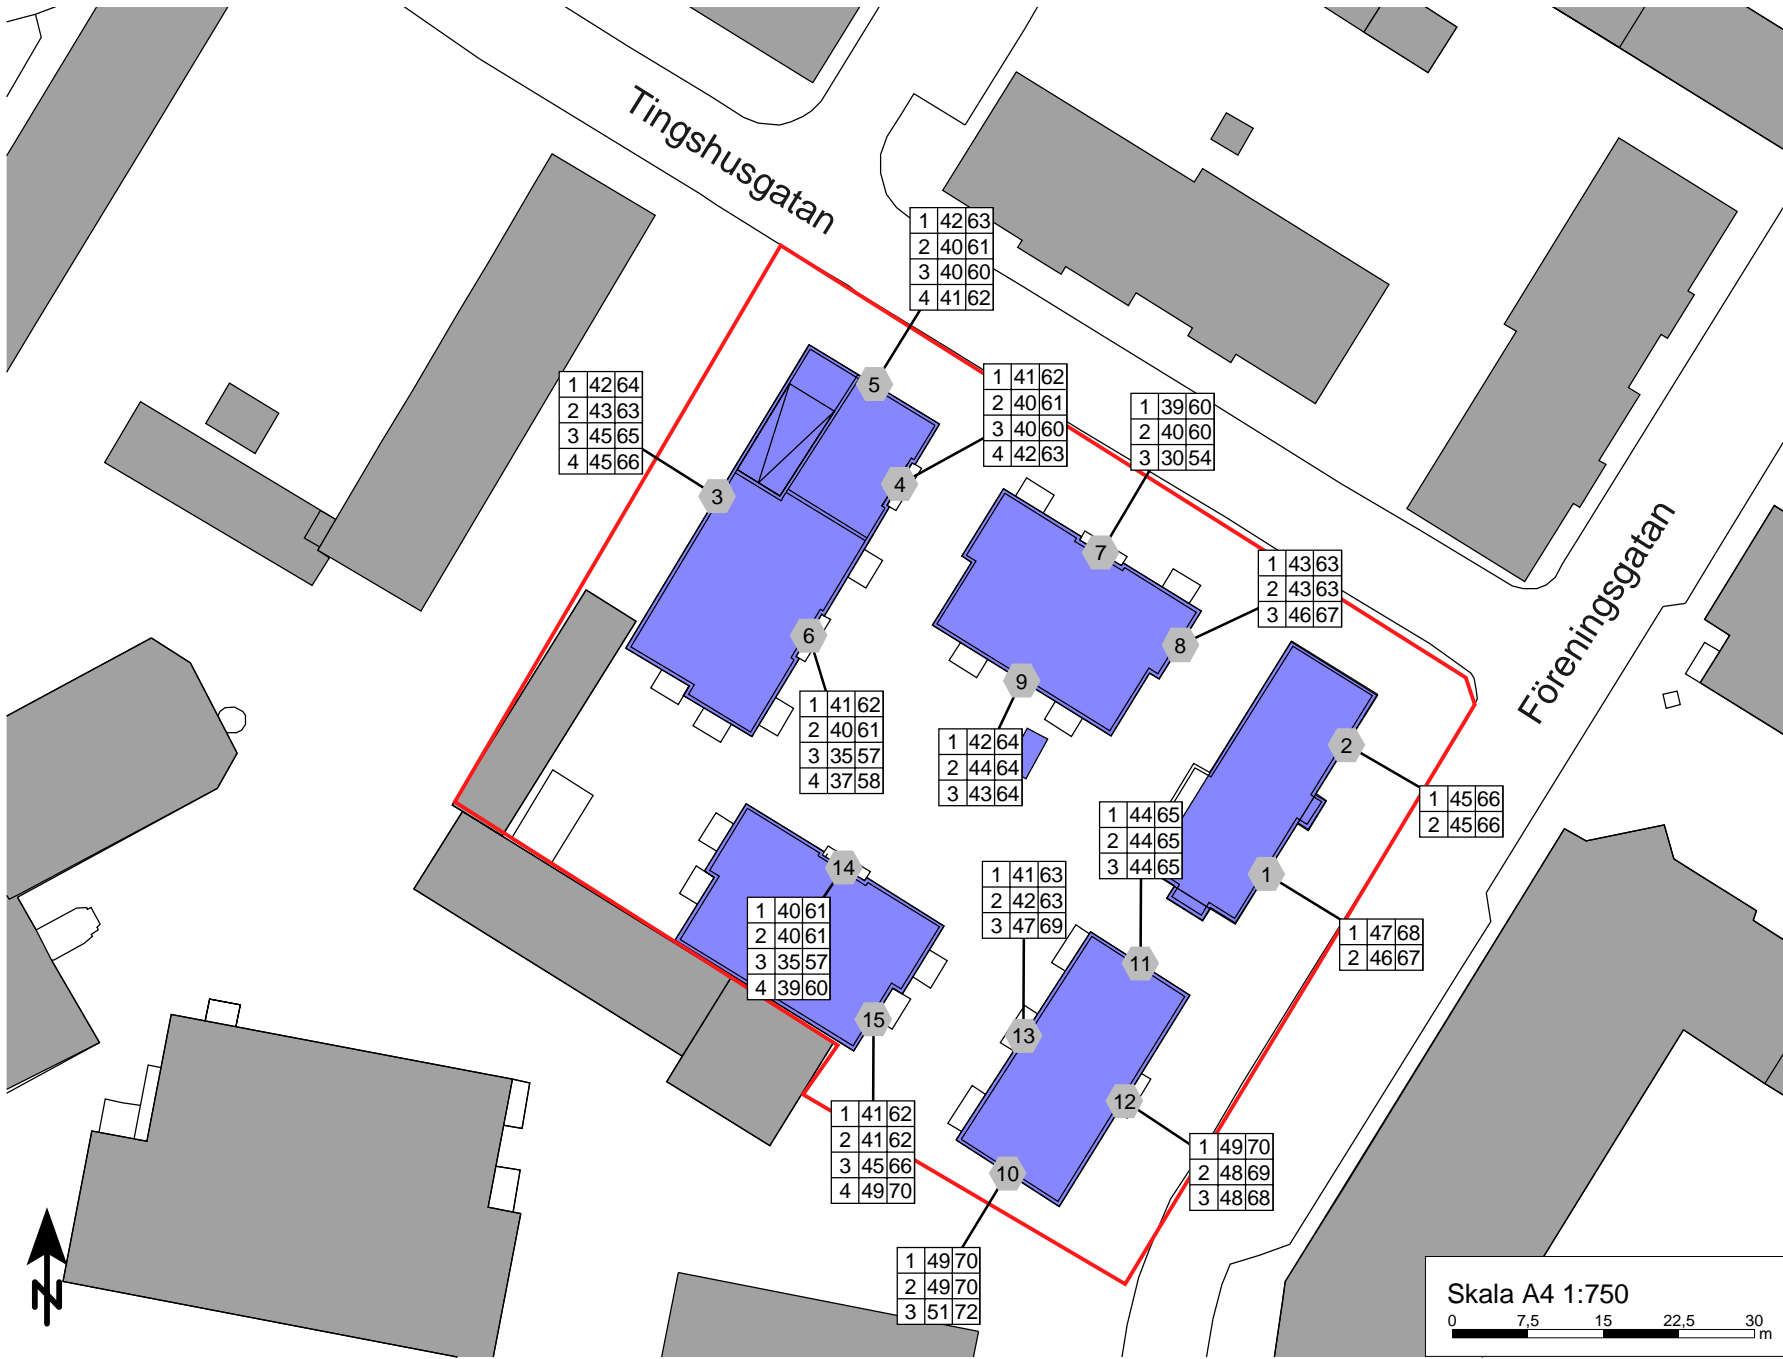 Tingshusgatan
1 42 63
2 40 61
3 40 60
4 41 62
5
1 42 64
2 43 63
3 45 65
4 45 66
3
1 41 62
2 40 61
3 40 60
4 42 63
4
1 39 60
2 40 60
3 30 54
7
1 43 63
2 43 63
3 46 67
8
Föreningsgatan
6
1 41 62
2 40 61
3 35 57
4 37 58
9
1 42 64
2 44 64
3 43 64
2
1 45 66
2 45 66
1 44 65
2 44 65
3 44 65
11
1
1 47 68
2 46 67
14
1 40 61
2 40 61
3 35 57
4 39 60
1 41 63
2 42 63
3 47 69
13
15
1 41 62
2 41 62
3 45 66
4 49 70
12
1 49 70
2 48 69
3 48 68
10
1 49 70
2 49 70
3 51 72
N
Skala A4 1:750
0 7,5 15 22,5 30 m